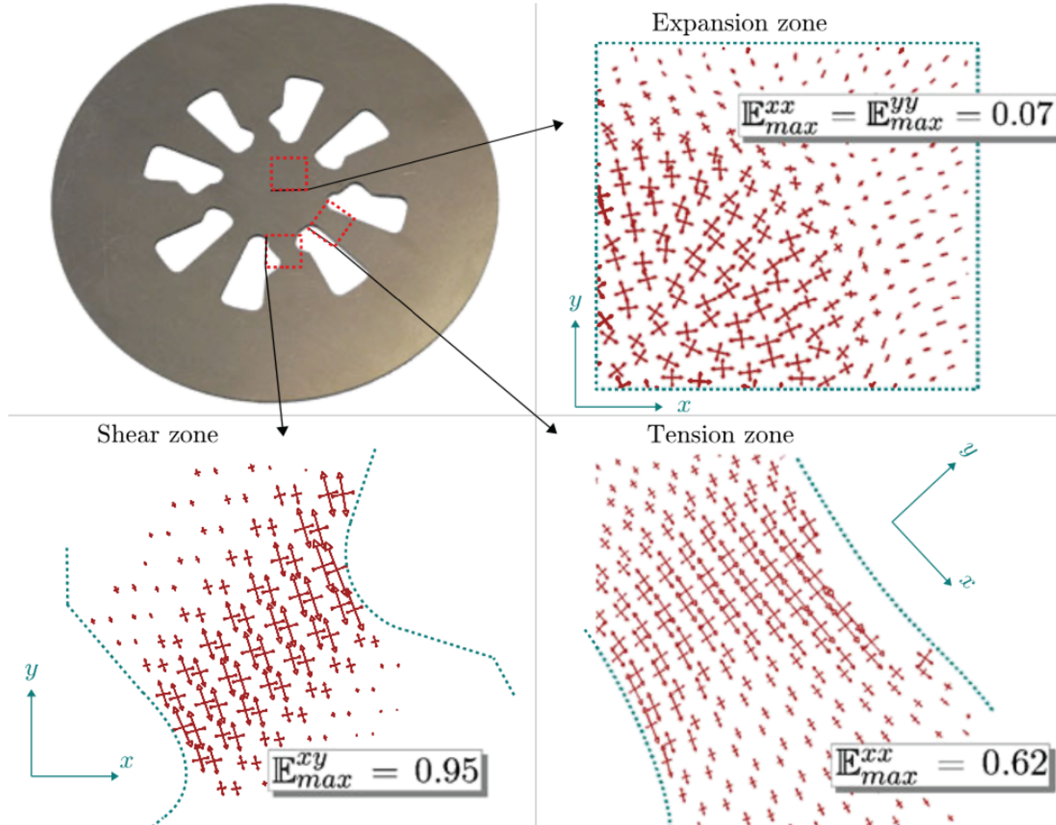 Expansion zone
𝔼^{xx}_{max} = 𝔼^{yy}_{max} = 0.07
y
x
Shear zone
Tension zone
y
x
y
x
𝔼^{xy}_{max} = 0.95
𝔼^{xx}_{max} = 0.62